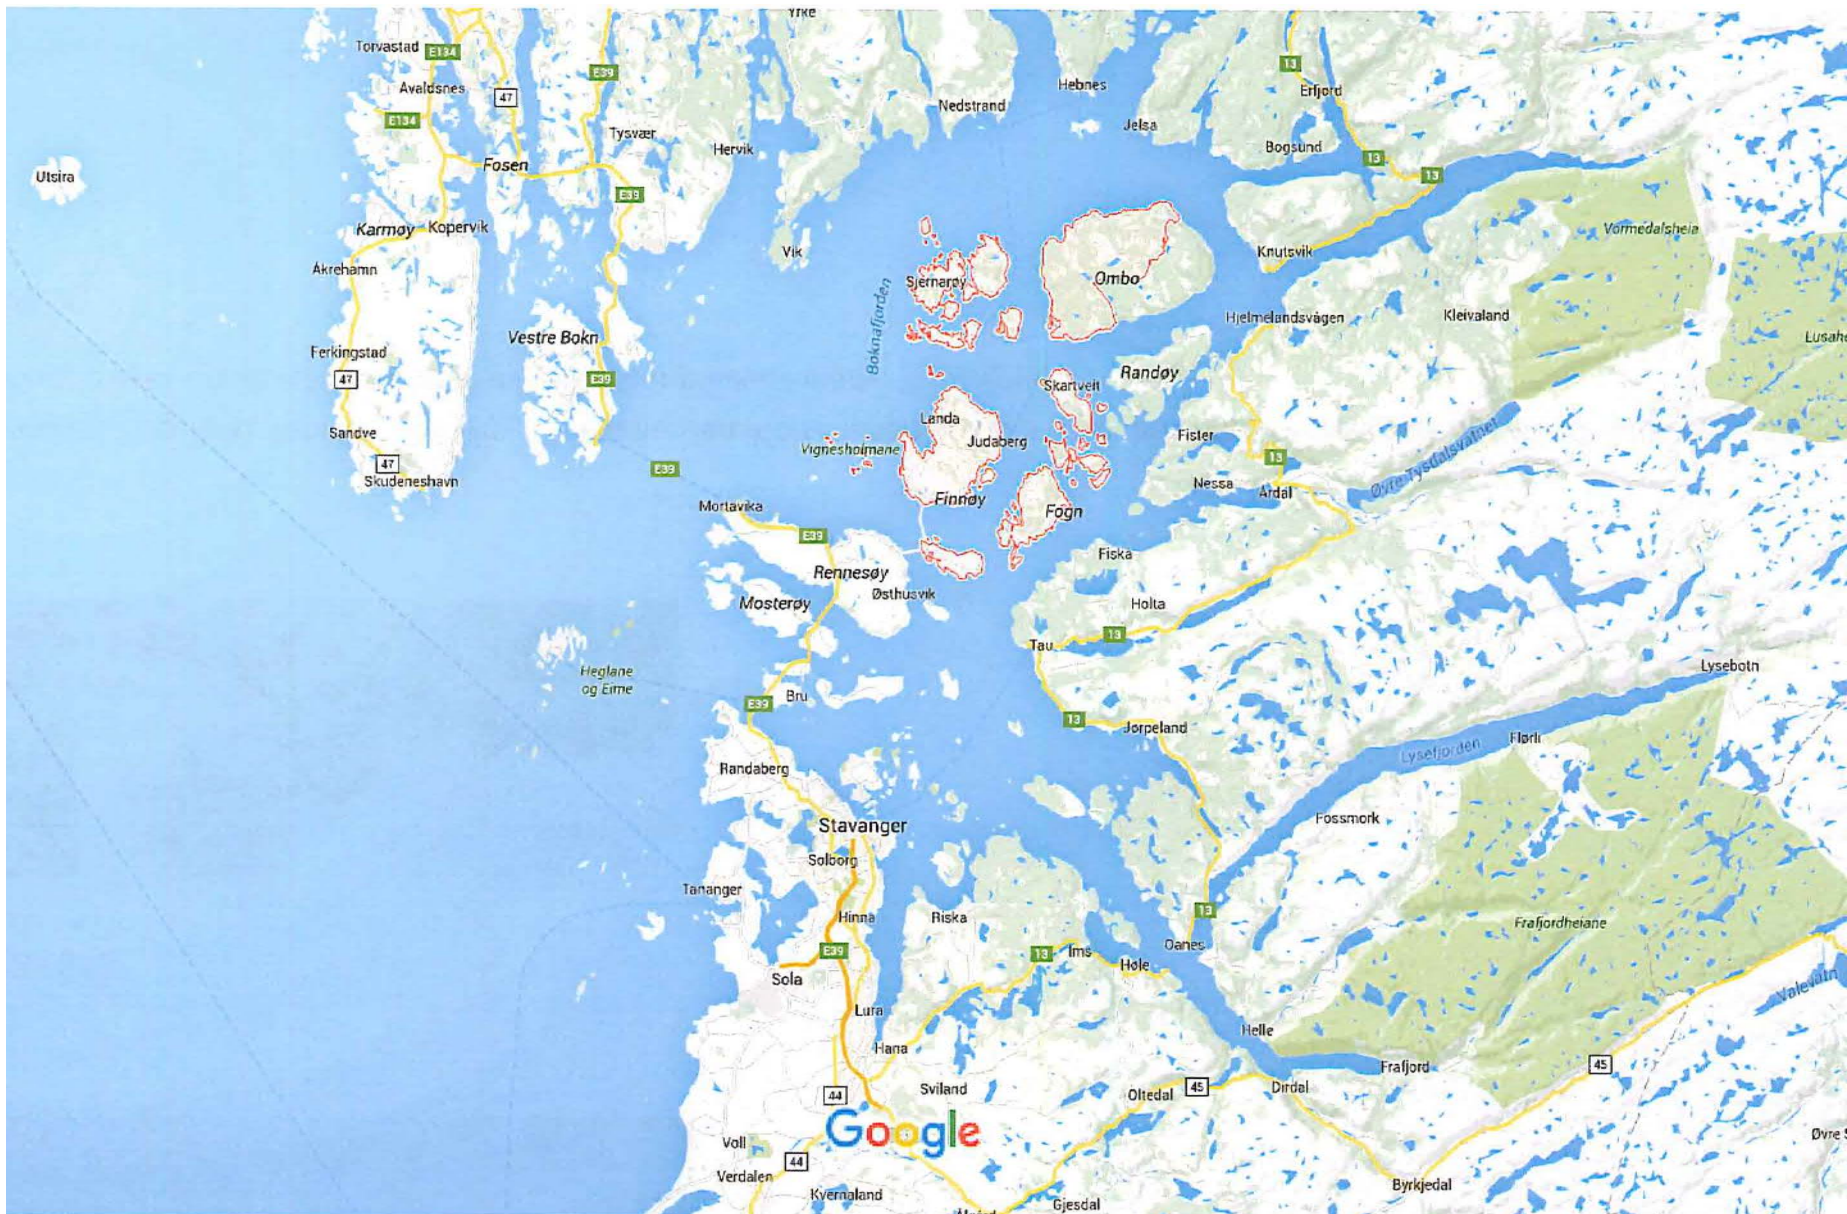 Yrke
Torvastad
E134
Avaldsnes
47
E39
Hebnes
13
Erfjord
Nedstrand
E134
Tysvær
Hervik
Jelsa
Bogsund
13
13
Utsira
Fosen
E39
Karmøy
Kopervik
Vik
Vormedalsheia
Knutsvik
Åkrehamn
Sjernarøy
Ombo
Boknafjorden
Hjelmelandsvågen
Kleivaland
Vestre Bokn
Ferkingstad
47
E39
Randøy
Skartveit
Landa
Judaberg
Sandve
Fister
Vignesholmane
13
47
E39
Skudeneshavn
Nessa
Årdal
Øvre Tysdalsvatnet
Finnøy
Fogn
Mortavika
E39
Fiska
Rennesøy
Østhusvik
Mosterøy
Holta
13
Tau
Heglane
og Eime
Lysebotn
Bru
E39
13
Jørpeland
Flørli
Lysefjorden
Randaberg
Stavanger
Fossmork
Solborg
Tananger
Hinna
Riska
13
Frafjordheiane
E39
13
Ims
Høle
Oanes
Sola
Valevatn
Lura
Helle
Hana
Frafjord
45
Sviland
Oltedal
45
Dirdal
44
Google
Voll
44
Verdalen
Kvernaland
Gjesdal
Byrkjedal